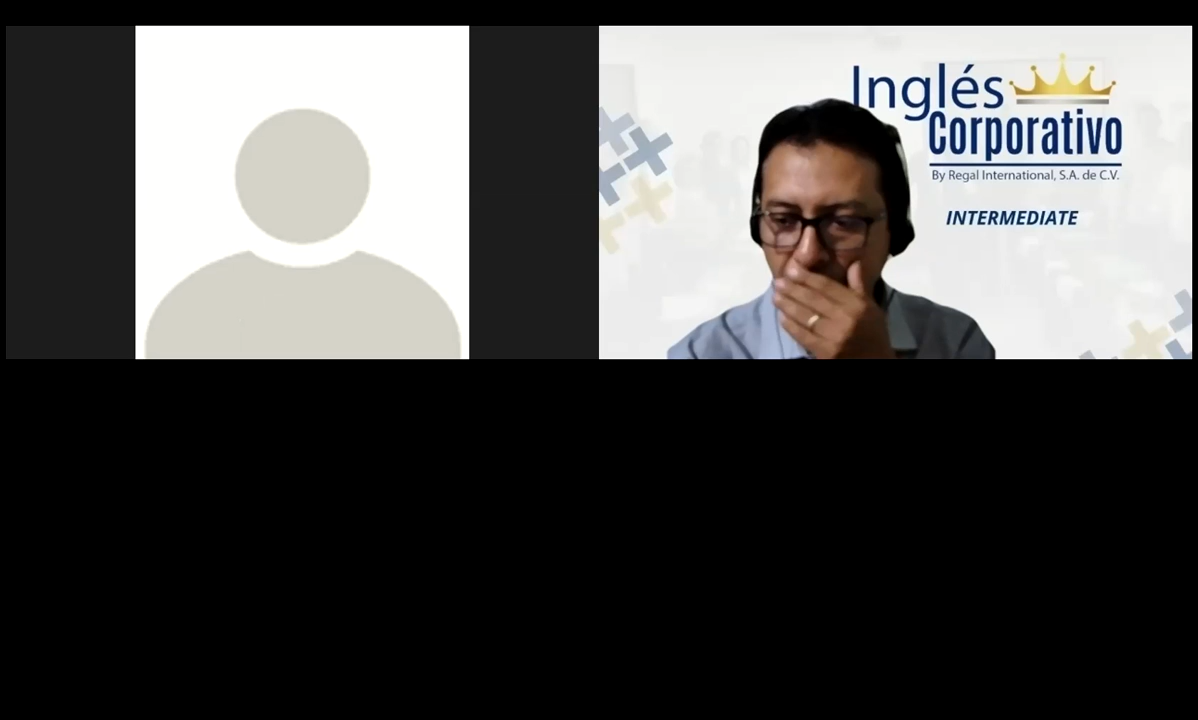 Inglés
Corporativo
By Regal International, S.A. de C.V.
INTERMEDIATE